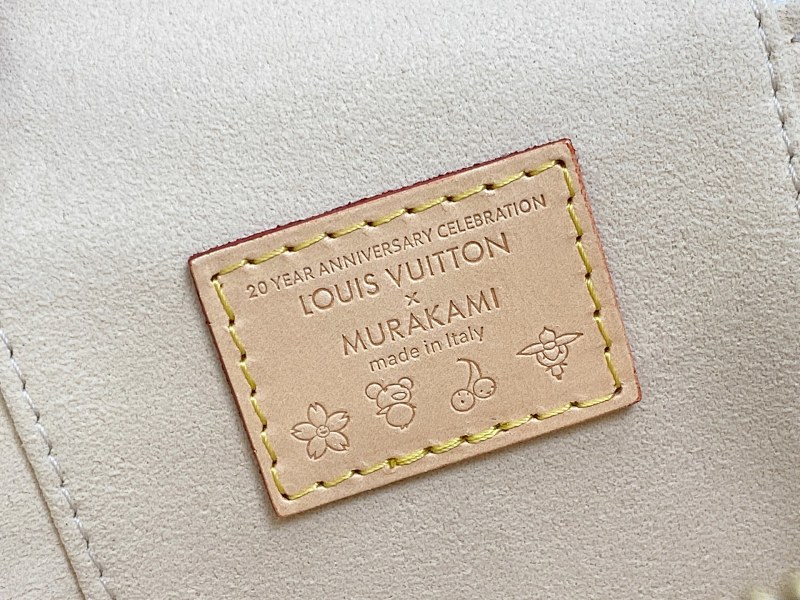 20 YEAR ANNIVERSARY CELEBRATION
LOUIS VUITTON
×
MURAKAMI
made in Italy